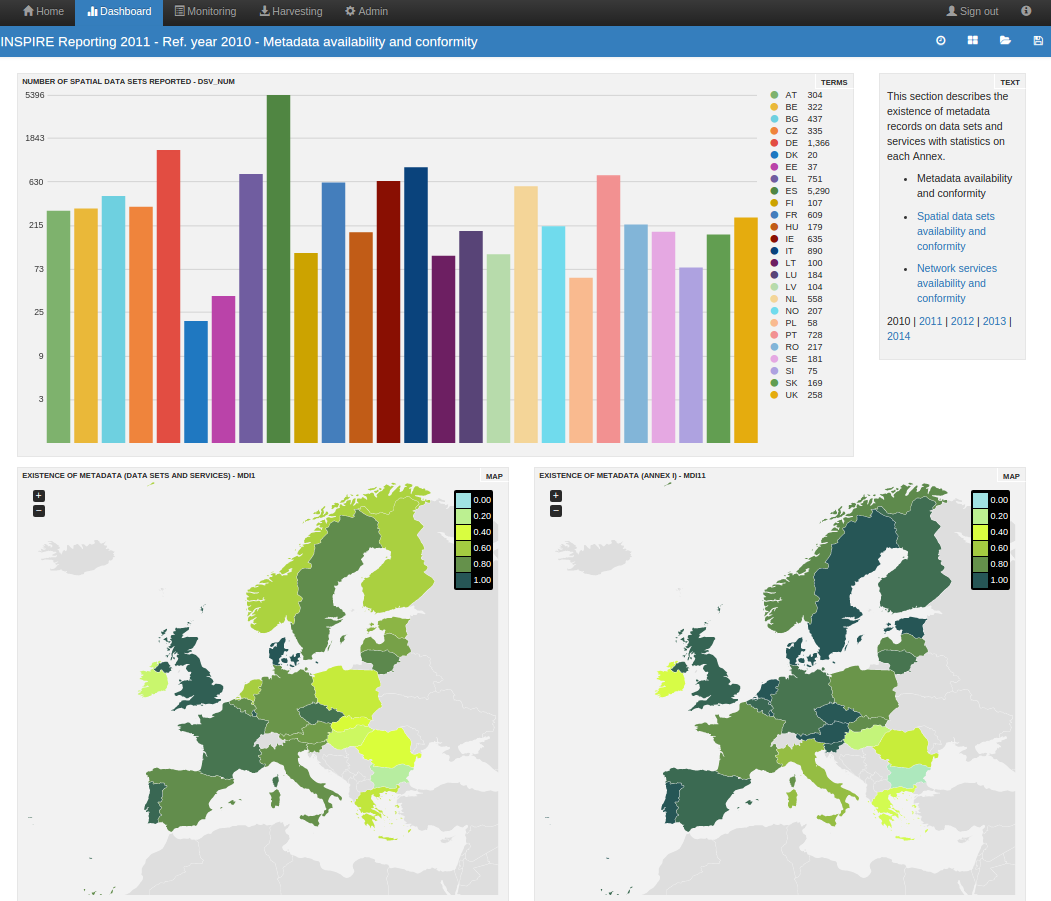 Home Dashboard Monitoring Harvesting Admin Sign out
INSPIRE Reporting 2011 - Ref. year 2010 - Metadata availability and conformity
NUMBER OF SPATIAL DATA SETS REPORTED - DSV_NUM
TERMS
5396
1843
630
215
73
25
9
3
AT 304
BE 322
BG 437
CZ 335
DE 1,366
DK 20
EE 37
EL 751
ES 5,290
FI 107
FR 609
HU 179
IE 635
IT 890
LT 100
LU 184
LV 104
NL 558
NO 207
PL 58
PT 728
RO 217
SE 181
SI 75
SK 169
UK 258
TEXT
This section describes the
existence of metadata
records on data sets and
services with statistics on
each Annex.
• Metadata availability
and conformity
• Spatial data sets
availability and
conformity
• Network services
availability and
conformity
2010 | 2011 | 2012 | 2013 |
2014
EXISTENCE OF METADATA (DATA SETS AND SERVICES) - MDI1
MAP
+
−
0.00
0.20
0.40
0.60
0.80
1.00
EXISTENCE OF METADATA (ANNEX I) - MDI11
MAP
+
−
0.00
0.20
0.40
0.60
0.80
1.00